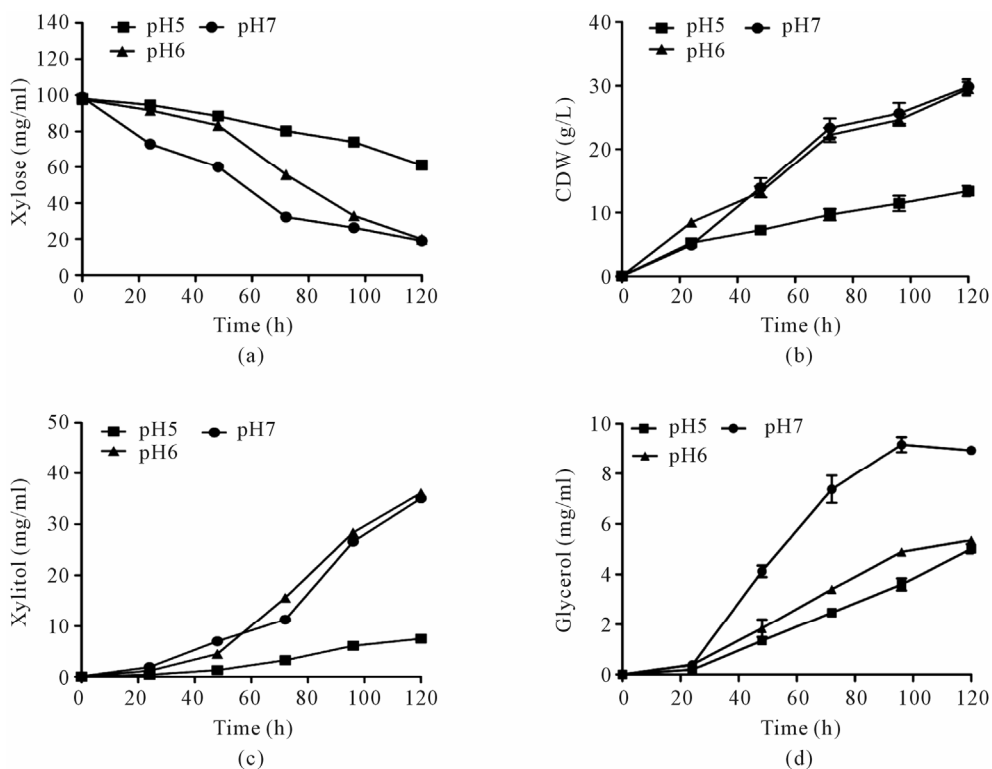 pH5 pH7
pH6
Xylose (mg/ml)
140
120
100
80
60
40
20
0
0 20 40 60 80 100 120
Time (h)
(a)
pH5 pH7
pH6
CDW (g/L)
40
30
20
10
0
0 20 40 60 80 100 120
Time (h)
(b)
pH5 pH7
pH6
Xylitol (mg/ml)
50
40
30
20
10
0
0 20 40 60 80 100 120
Time (h)
(c)
pH5 pH7
pH6
Glycerol (mg/ml)
10
8
6
4
2
0
0 20 40 60 80 100 120
Time (h)
(d)